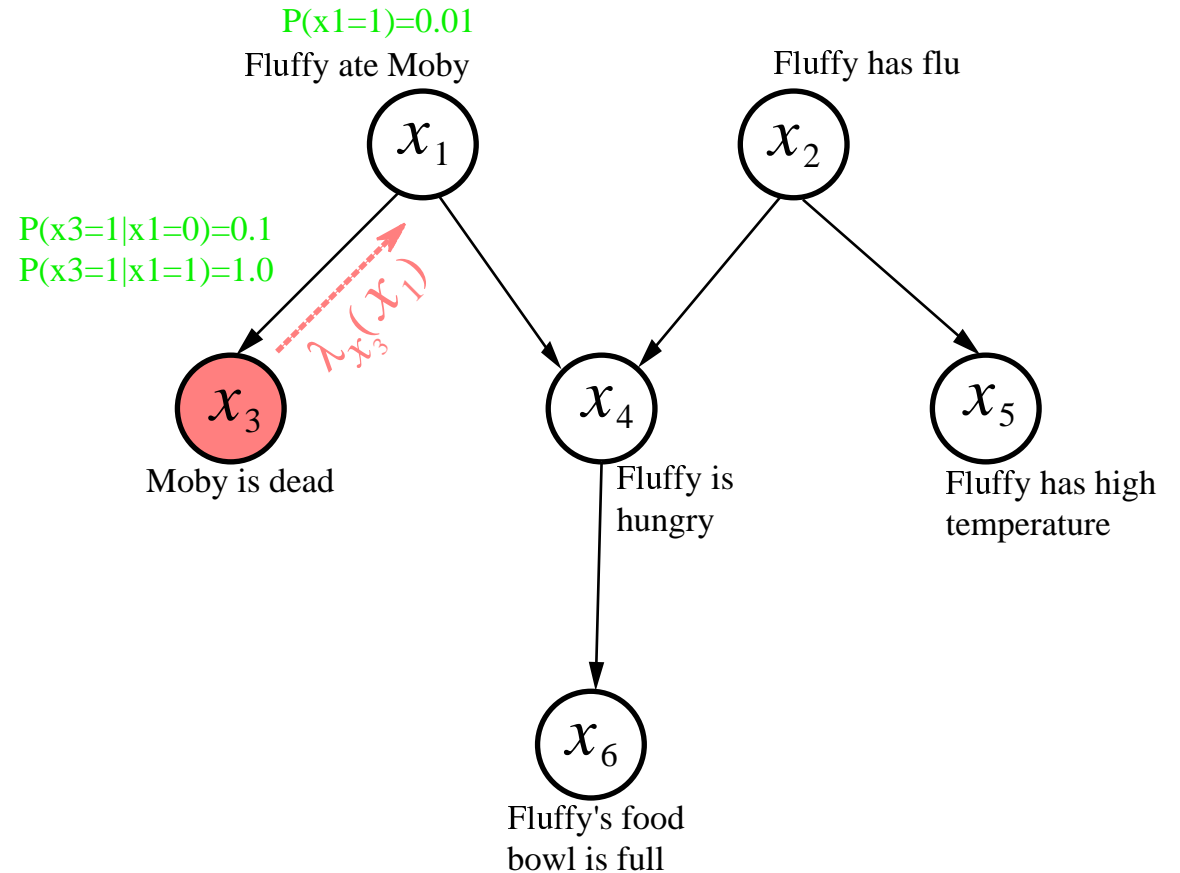 P(x1=1)=0.01
Fluffy ate Moby
Fluffy has flu
x₁
x₂
P(x3=1|x1=0)=0.1
P(x3=1|x1=1)=1.0
λₓ₃(x₁)
x₃
x₄
x₅
Moby is dead
Fluffy is
hungry
Fluffy has high
temperature
x₆
Fluffy's food
bowl is full